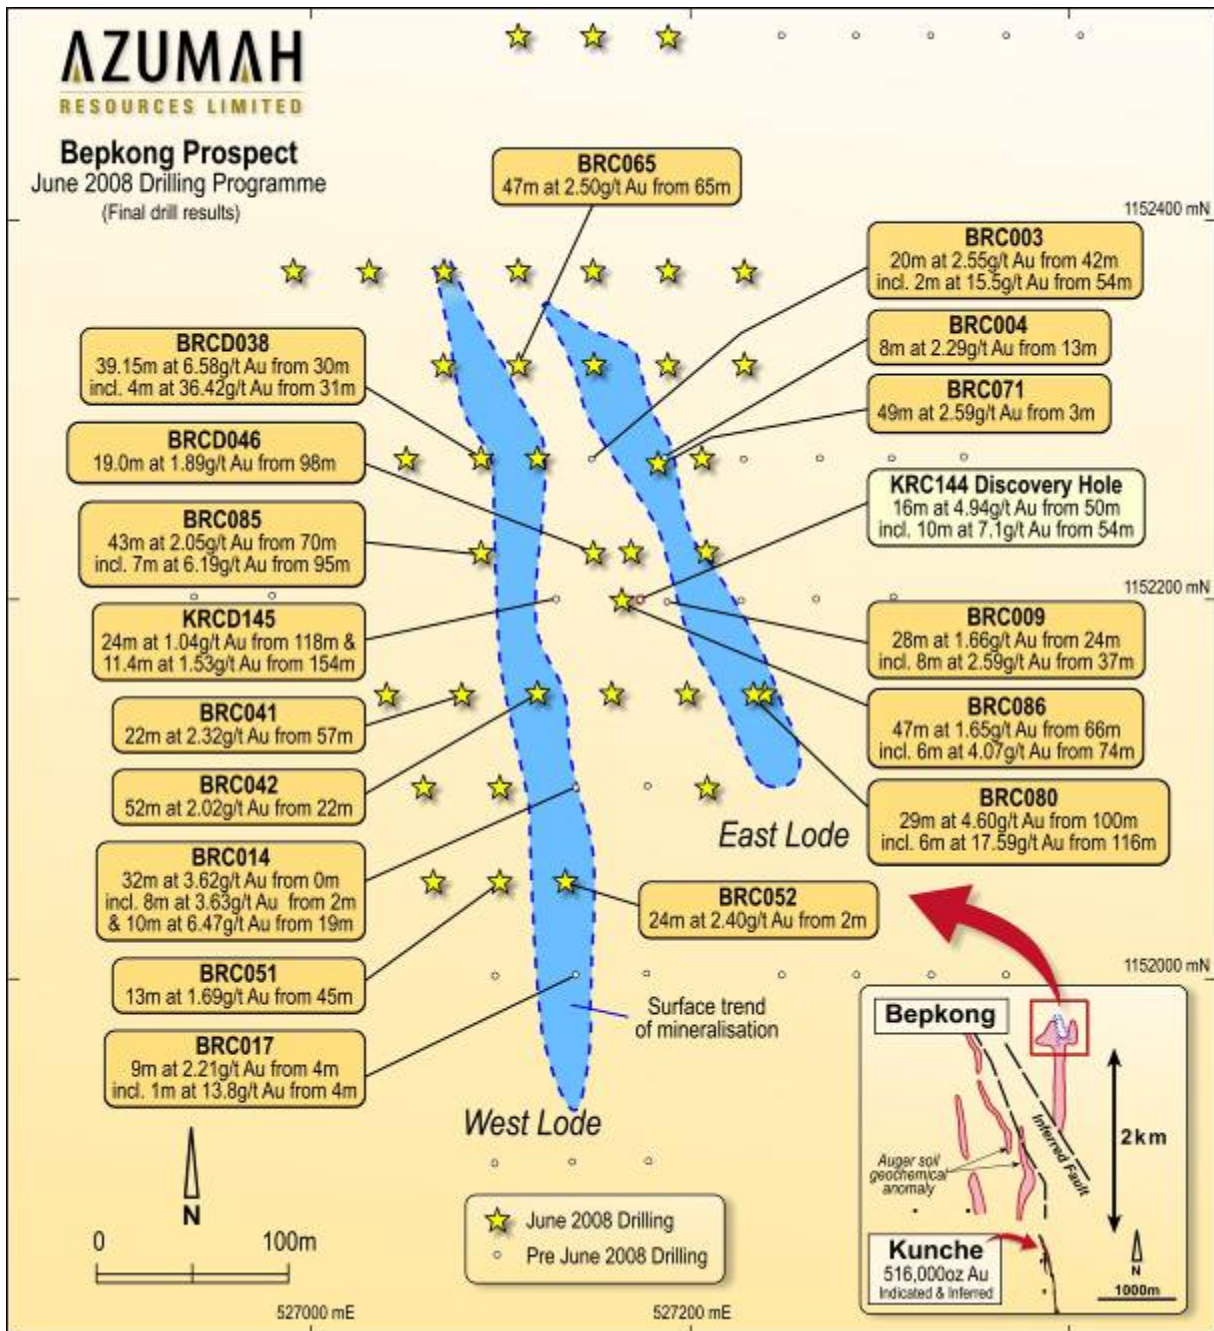 AZUMAH
RESOURCES LIMITED
Bepkong Prospect
June 2008 Drilling Programme
(Final drill results)
BRC065
47m at 2.50g/t Au from 65m
1152400 mN
BRC003
20m at 2.55g/t Au from 42m
incl. 2m at 15.5g/t Au from 54m
BRC004
8m at 2.29g/t Au from 13m
BRC071
49m at 2.59g/t Au from 3m
KRC144 Discovery Hole
16m at 4.94g/t Au from 50m
incl. 10m at 7.1g/t Au from 54m
1152200 mN
BRC009
28m at 1.66g/t Au from 24m
incl. 8m at 2.59g/t Au from 37m
BRC086
47m at 1.65g/t Au from 66m
incl. 6m at 4.07g/t Au from 74m
BRC080
29m at 4.60g/t Au from 100m
incl. 6m at 17.59g/t Au from 116m
BRCD038
39.15m at 6.58g/t Au from 30m
incl. 4m at 36.42g/t Au from 31m
BRCD046
19.0m at 1.89g/t Au from 98m
BRC085
43m at 2.05g/t Au from 70m
incl. 7m at 6.19g/t Au from 95m
KRCD145
24m at 1.04g/t Au from 118m &
11.4m at 1.53g/t Au from 154m
BRC041
22m at 2.32g/t Au from 57m
BRC042
52m at 2.02g/t Au from 22m
BRC014
32m at 3.62g/t Au from 0m
incl. 8m at 3.63g/t Au from 2m
& 10m at 6.47g/t Au from 19m
BRC051
13m at 1.69g/t Au from 45m
BRC017
9m at 2.21g/t Au from 4m
incl. 1m at 13.8g/t Au from 4m
East Lode
BRC052
24m at 2.40g/t Au from 2m
1152000 mN
Surface trend
of mineralisation
West Lode
N
0 100m
June 2008 Drilling
Pre June 2008 Drilling
527000 mE
527200 mE
Bepkong
2km
Inferred Fault
Auger soil
geochemical
anomaly
Kunche
516,000oz Au
Indicated & Inferred
N
1000m